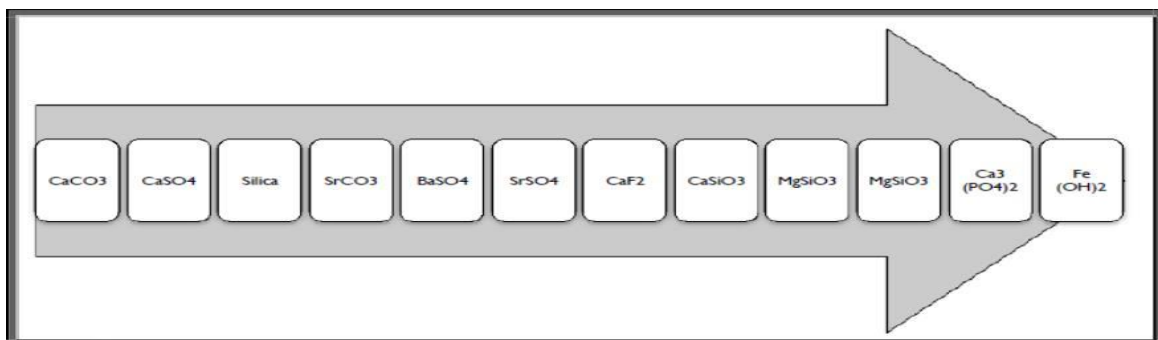 CaCO3
CaSO4
Silica
SrCO3
BaSO4
SrSO4
CaF2
CaSiO3
MgSiO3
MgSiO3
Ca3
(PO4)2
Fe
(OH)2